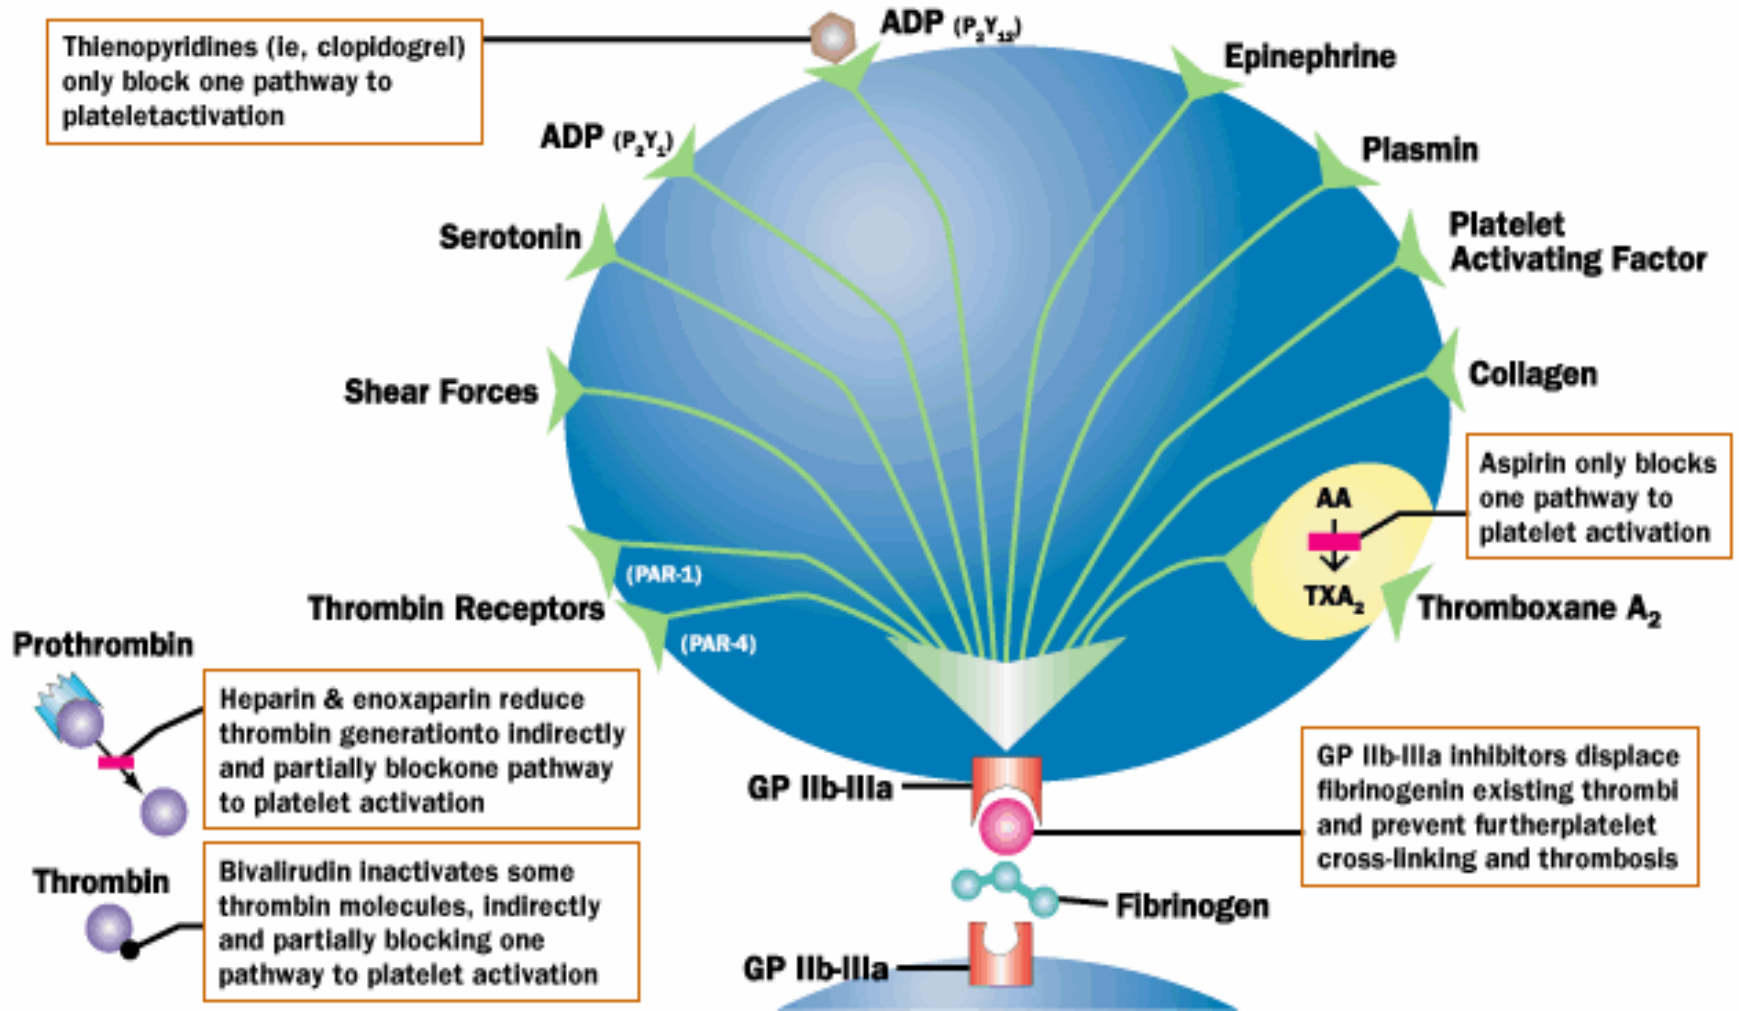 Thienopyridines (ie, clopidogrel)
only block one pathway to
plateletactivation
ADP (P₂Y₁₂)
Epinephrine
ADP (P₂Y₁)
Plasmin
Serotonin
Platelet
Activating Factor
Shear Forces
Collagen
Aspirin only blocks
one pathway to
platelet activation
AA
TXA₂
Thromboxane A₂
(PAR-1)
Thrombin Receptors
(PAR-4)
Prothrombin
Heparin & enoxaparin reduce
thrombin generationto indirectly
and partially blockone pathway
to platelet activation
GP IIb-IIIa
GP IIb-IIIa inhibitors displace
fibrinogenin existing thrombi
and prevent furtherplatelet
cross-linking and thrombosis
Thrombin
Bivalirudin inactivates some
thrombin molecules, indirectly
and partially blocking one
pathway to platelet activation
Fibrinogen
GP IIb-IIIa